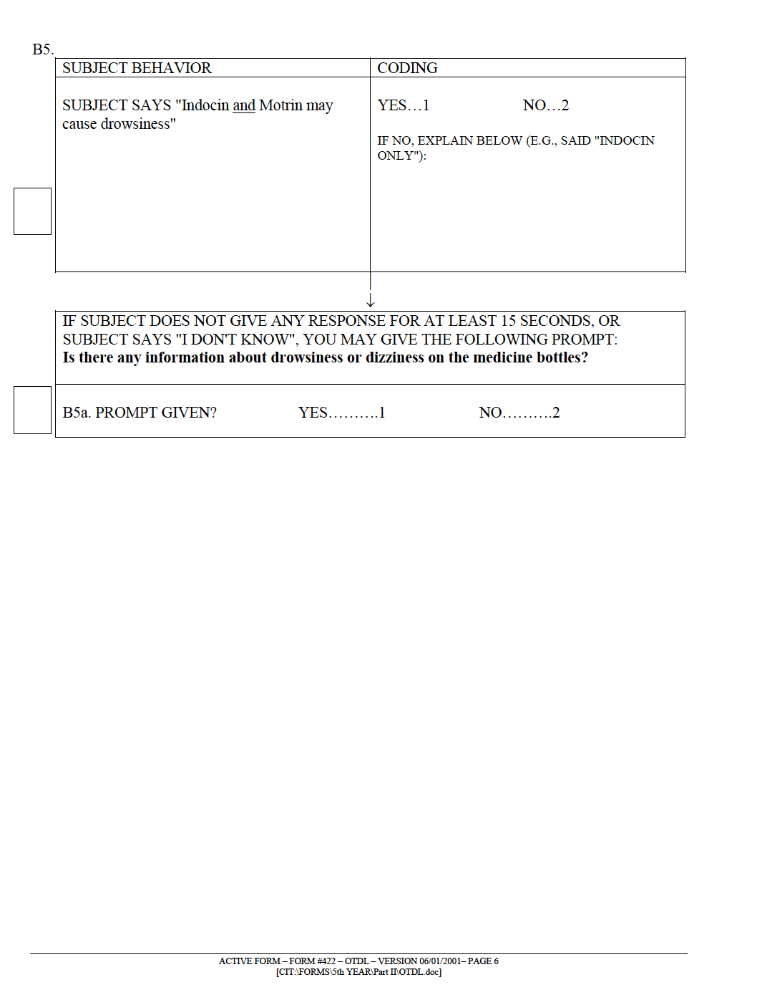 B5.
SUBJECT BEHAVIOR
CODING
SUBJECT SAYS "Indocin and Motrin may
cause drowsiness"
YES…1 NO…2
IF NO, EXPLAIN BELOW (E.G., SAID "INDOCIN
ONLY"):
IF SUBJECT DOES NOT GIVE ANY RESPONSE FOR AT LEAST 15 SECONDS, OR
SUBJECT SAYS "I DON'T KNOW", YOU MAY GIVE THE FOLLOWING PROMPT:
Is there any information about drowsiness or dizziness on the medicine bottles?
B5a. PROMPT GIVEN? YES……….1 NO……….2
ACTIVE FORM – FORM #422 – OTDL – VERSION 06/01/2001– PAGE 6
[CIT:\FORMS\5th YEAR\Part II\OTDL.doc]